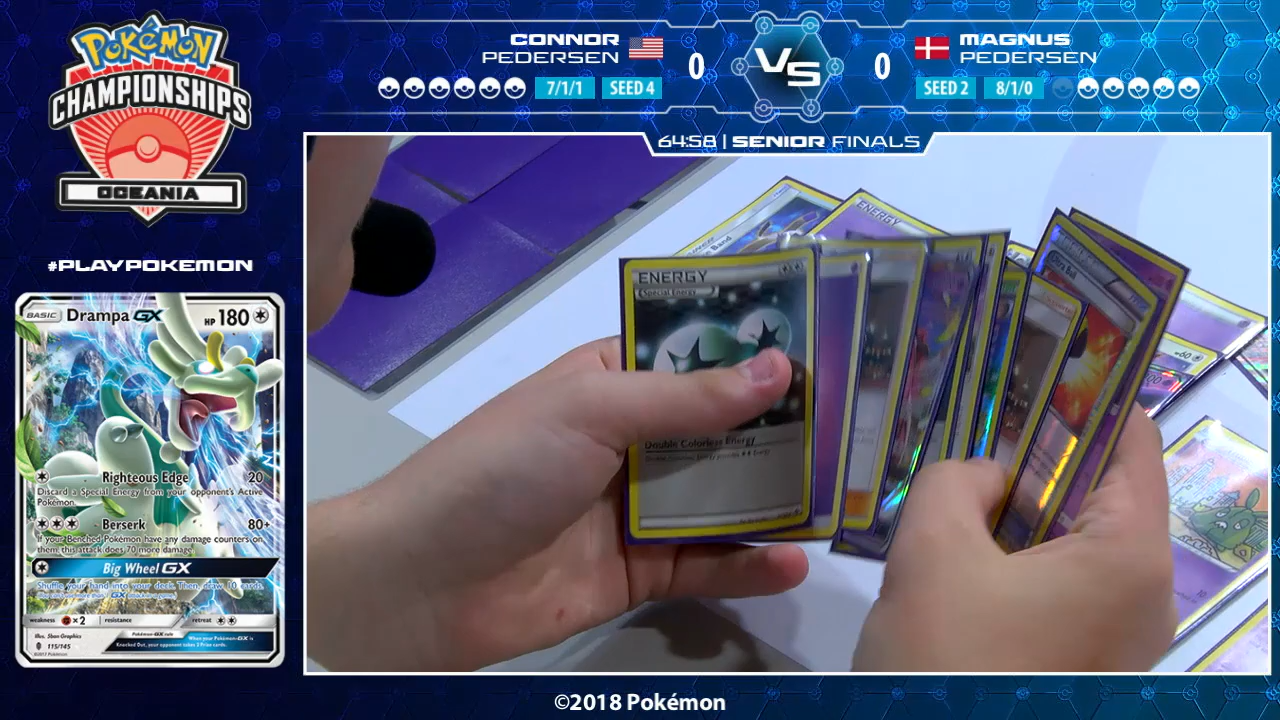 POKÉMON
CHAMPIONSHIPS
OCEANIA
#PLAYPOKEMON
CONNOR
PEDERSEN
0
7/1/1
SEED 4
VS
0
MAGNUS
PEDERSEN
SEED 2
8/1/0
64:58 | SENIOR FINALS
BASIC
Drampa GX
HP 180
Righteous Edge 20
Discard a Special Energy from your opponent's Active
Pokémon.
Berserk 80+
If your Benched Pokémon have any damage counters on
them, this attack does 70 more damage.
Big Wheel GX
Shuffle your hand into your deck. Then, draw 10 cards.
weakness ×2 resistance retreat
Pokémon-GX rule
115/145
ENERGY
Special Energy
Double Colorless Energy
ENERGY
©2018 Pokémon